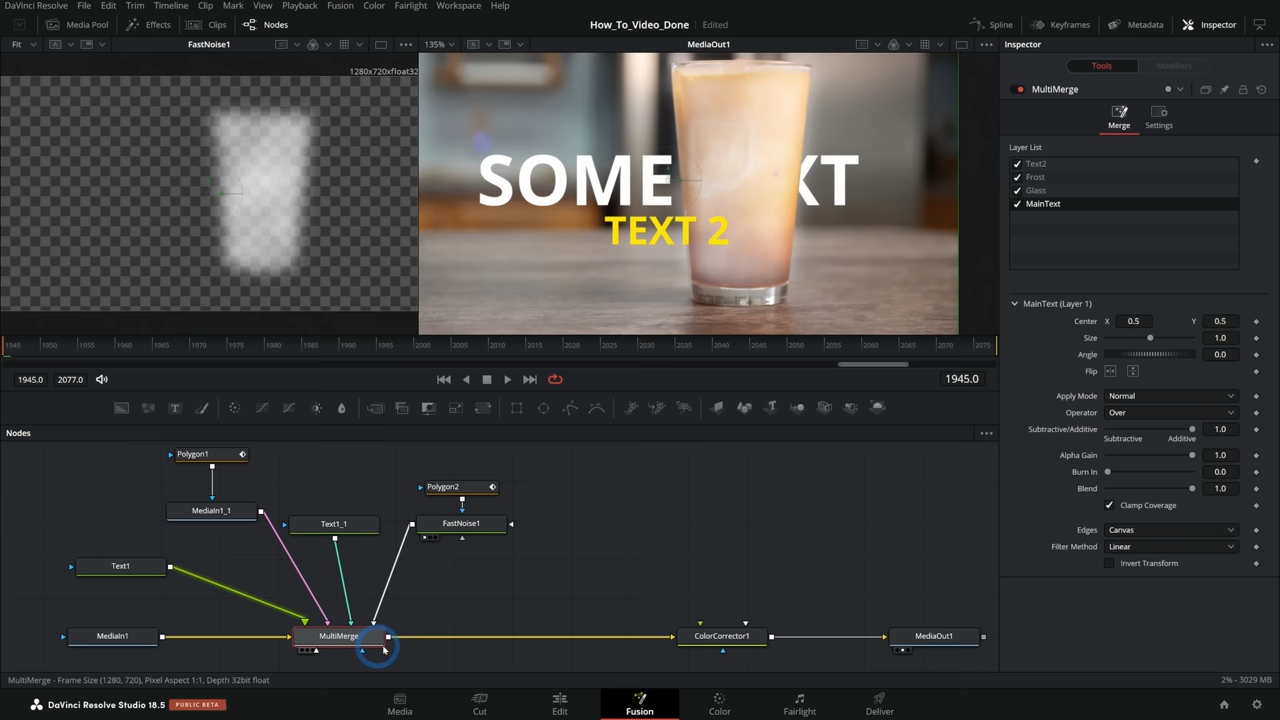 DaVinci Resolve File Edit Trim Timeline Clip Mark View Playback Fusion Color Fairlight Workspace Help
Media Pool Effects Clips Nodes How_To_Video_Done Edited Spline Keyframes Metadata Inspector
Fit FastNoise1 135% MediaOut1 Inspector
1280x720xfloat32
Tools Modifiers
MultiMerge
Merge Settings
Layer List
Text2
Frost
Glass
MainText
SOME
XT
TEXT 2
MainText (Layer 1)
Center X 0.5 Y 0.5
Size 1.0
Angle 0.0
Flip
Apply Mode Normal
Operator Over
Subtractive/Additive 1.0
Subtractive Additive
Alpha Gain 1.0
Burn In 0.0
Blend 1.0
Clamp Coverage
Edges Canvas
Filter Method Linear
Invert Transform
1945 1950 1955 1960 1965 1970 1975 1980 1985 1990 1995 2000 2005 2010 2015 2020 2025 2030 2035 2040 2045 2050 2055 2060 2065 2070 2075
1945.0 2077.0 1945.0
Nodes
Polygon1
Polygon2
MediaIn1_1
Text1_1
FastNoise1
Text1
MediaIn1
MultiMerge
ColorCorrector1
MediaOut1
MultiMerge - Frame Size (1280, 720), Pixel Aspect 1:1, Depth 32bit float 2% - 3029 MB
DaVinci Resolve Studio 18.5 PUBLIC BETA
Media Cut Edit Fusion Color Fairlight Deliver